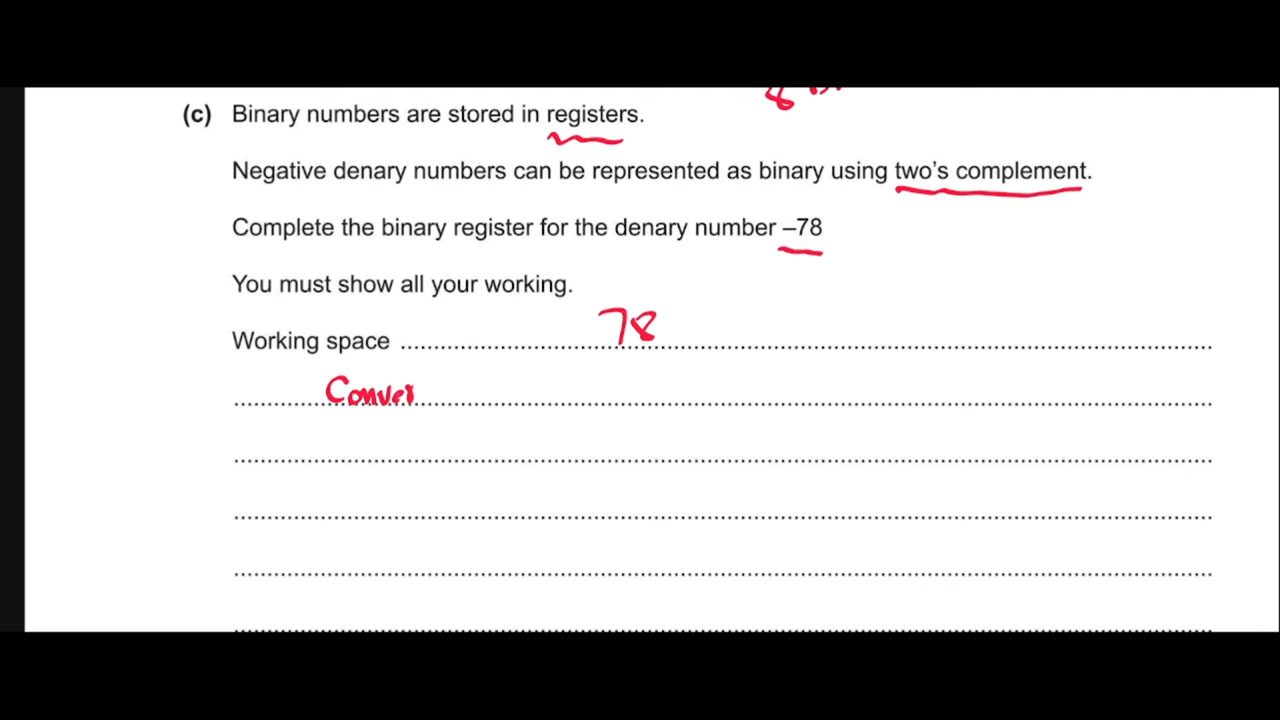 (c) Binary numbers are stored in registers.
Negative denary numbers can be represented as binary using two's complement.
Complete the binary register for the denary number –78
You must show all your working.
78
Working space
Conver